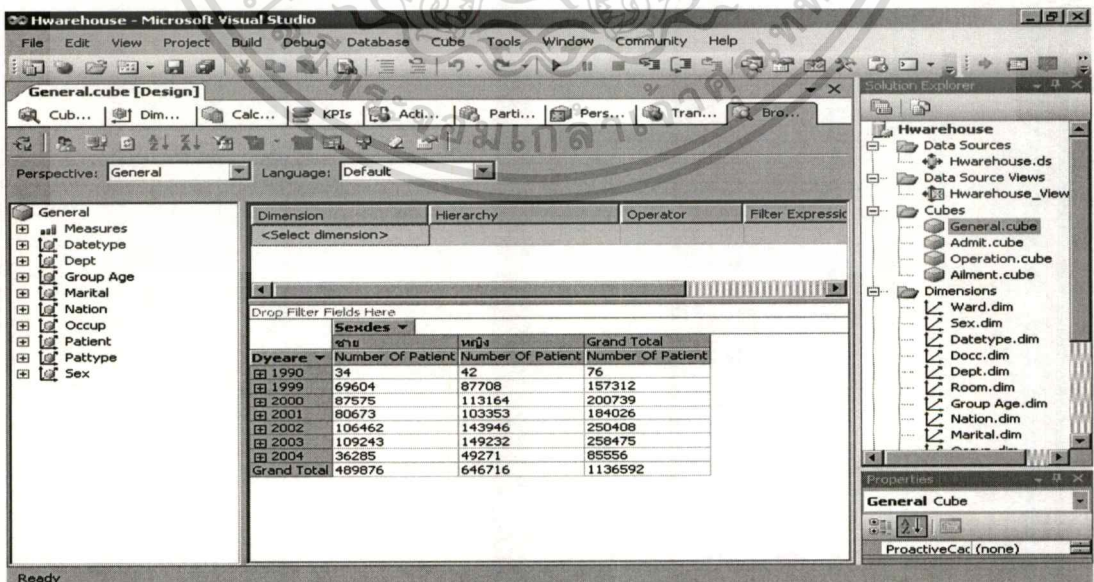 Hwarehouse - Microsoft Visual Studio
File Edit View Project Build Debug Database Cube Tools Window Community Help
General.cube [Design]
Cub... Dim... Calc... KPIs Acti... Parti... Pers... Tran... Bro...
Perspective: General Language: Default
General
Measures
Datetype
Dept
Group Age
Marital
Nation
Occup
Patient
Pattype
Sex
Dimension Hierarchy Operator Filter Expressic
<Select dimension>
Drop Filter Fields Here
Sexdes
ชาย หญิง Grand Total
Dyeare Number Of Patient Number Of Patient Number Of Patient
1990 34 42 76
1999 69604 87708 157312
2000 87575 113164 200739
2001 80673 103353 184026
2002 106462 143946 250408
2003 109243 149232 258475
2004 36285 49271 85556
Grand Total 489876 646716 1136592
Solution Explorer
Hwarehouse
Data Sources
Hwarehouse.ds
Data Source Views
Hwarehouse_View
Cubes
General.cube
Admit.cube
Operation.cube
Ailment.cube
Dimensions
Ward.dim
Sex.dim
Datetype.dim
Docc.dim
Dept.dim
Room.dim
Group Age.dim
Nation.dim
Marital.dim
Properties
General Cube
ProactiveCac (none)
Ready